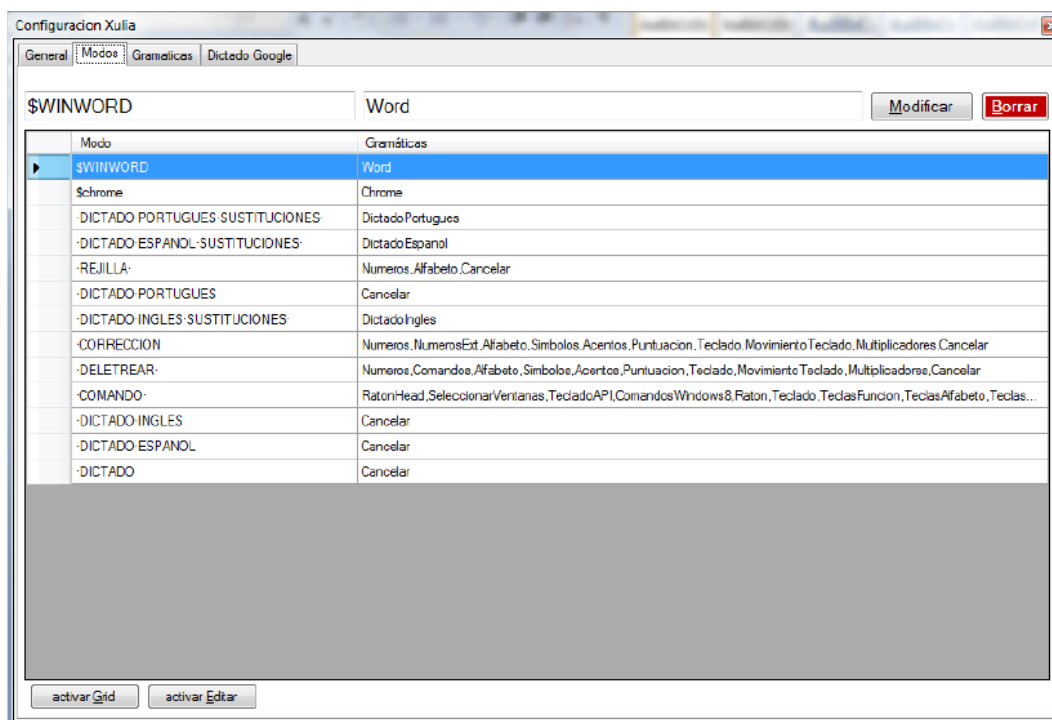 Configuracion Xulia
General Modos Gramaticas Dictado Google
$WINWORD Word Modificar Borrar
Modo Gramáticas
$WINWORD Word
$chrome Chrome
·DICTADO·PORTUGUES·SUSTITUCIONES· DictadoPortugues
·DICTADO·ESPANOL·SUSTITUCIONES· DictadoEspanol
·REJILLA· Numeros,Alfabeto,Cancelar
·DICTADO·PORTUGUES Cancelar
·DICTADO·INGLES·SUSTITUCIONES· DictadoIngles
·CORRECCION Numeros,NumerosExt,Alfabeto,Simbolos,Acentos,Puntuacion,Teclado,MovimientoTeclado,Multiplicadores,Cancelar
·DELETREAR· Numeros,Comandos,Alfabeto,Simbolos,Acentos,Puntuacion,Teclado,MovimientoTeclado,Multiplicadores,Cancelar
·COMANDO· RatonHead,SeleccionarVentanas,TecladoAPI,ComandosWindows8,Raton,Teclado,TeclasFuncion,TeclasAlfabeto,Teclas...
·DICTADO·INGLES Cancelar
·DICTADO·ESPANOL Cancelar
·DICTADO Cancelar
activar Grid activar Editar